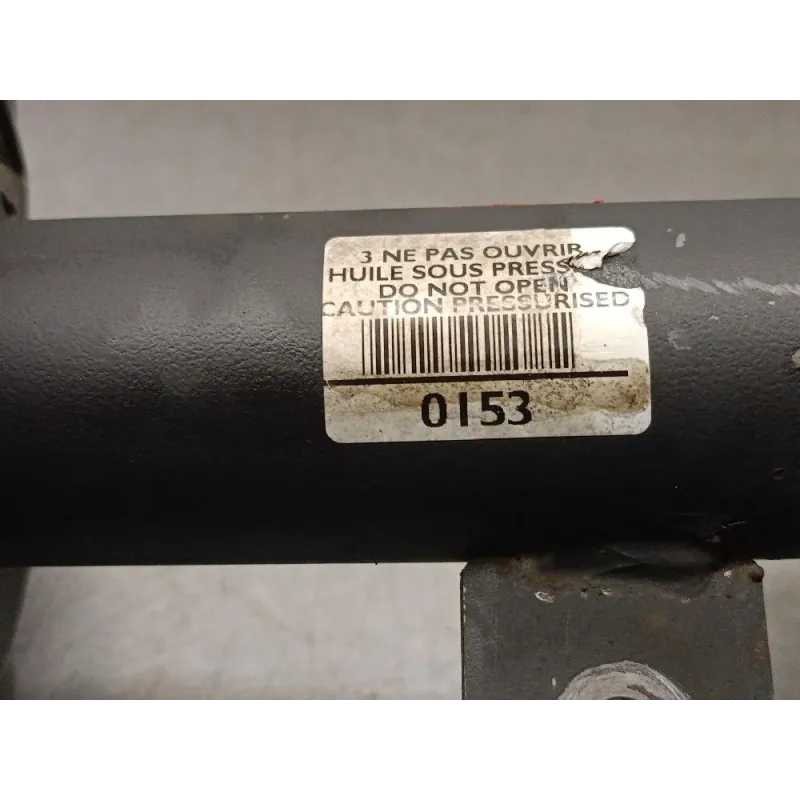 3 NE PAS OUVRIR
HUILE SOUS PRESS
DO NOT OPEN
CAUTION PRESSURISED
0153